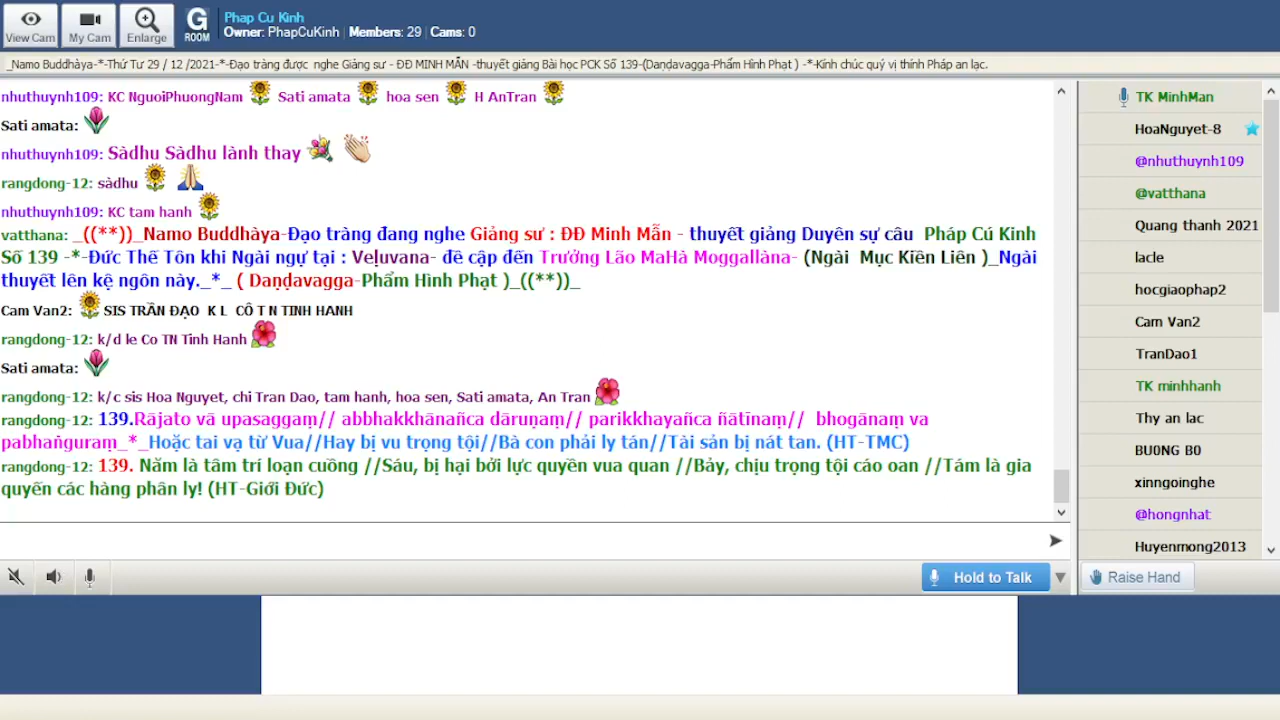 View Cam
My Cam
Enlarge
G
ROOM
Phap Cu Kinh
Owner: PhapCuKinh | Members: 29 | Cams: 0
_Namo Buddhàya-*-Thứ Tư 29 / 12 /2021-*-Đạo tràng được nghe Giảng sư - ĐĐ MINH MẪN -thuyết giảng Bài học PCK Số 139-(Daṇḍavagga-Phẩm Hình Phạt ) -*-Kính chúc quý vị thính Pháp an lạc.
nhuthuynh109: KC NguoiPhuongNam Sati amata hoa sen H AnTran
Sati amata:
nhuthuynh109: Sàdhu Sàdhu lành thay
rangdong-12: sàdhu
nhuthuynh109: KC tam hanh
vatthana: _((**))_Namo Buddhàya-Đạo tràng đang nghe Giảng sư : ĐĐ Minh Mẫn - thuyết giảng Duyên sự câu Pháp Cú Kinh
Số 139 -*-Đức Thế Tôn khi Ngài ngự tại : Veḷuvana- đề cập đến Trưởng Lão MaHà Moggallàna- (Ngài Mục Kiền Liên )_Ngài
thuyết lên kệ ngôn này._*_ ( Daṇḍavagga-Phẩm Hình Phạt )_((**))_
Cam Van2: SIS TRẦN ĐẠO K L CÔ T N TINH HANH
rangdong-12: k/d le Co TN Tinh Hanh
Sati amata:
rangdong-12: k/c sis Hoa Nguyet, chi Tran Dao, tam hanh, hoa sen, Sati amata, An Tran
rangdong-12: 139.Rājato vā upasaggaṃ// abbhakkhānañca dāruṇaṃ// parikkhayañca ñātīnaṃ// bhogānaṃ va
pabhaṅguraṃ_*_Hoặc tai vạ từ Vua//Hay bị vu trọng tội//Bà con phải ly tán//Tài sản bị nát tan. (HT-TMC)
rangdong-12: 139. Năm là tâm trí loạn cuồng //Sáu, bị hại bởi lực quyền vua quan //Bảy, chịu trọng tội cáo oan //Tám là gia
quyến các hàng phân ly! (HT-Giới Đức)
Hold to Talk
TK MinhMan
HoaNguyet-8
@nhuthuynh109
@vatthana
Quang thanh 2021
lacle
hocgiaophap2
Cam Van2
TranDao1
TK minhhanh
Thy an lac
BU0NG B0
xinngoinghe
@hongnhat
Huyenmong2013
Raise Hand